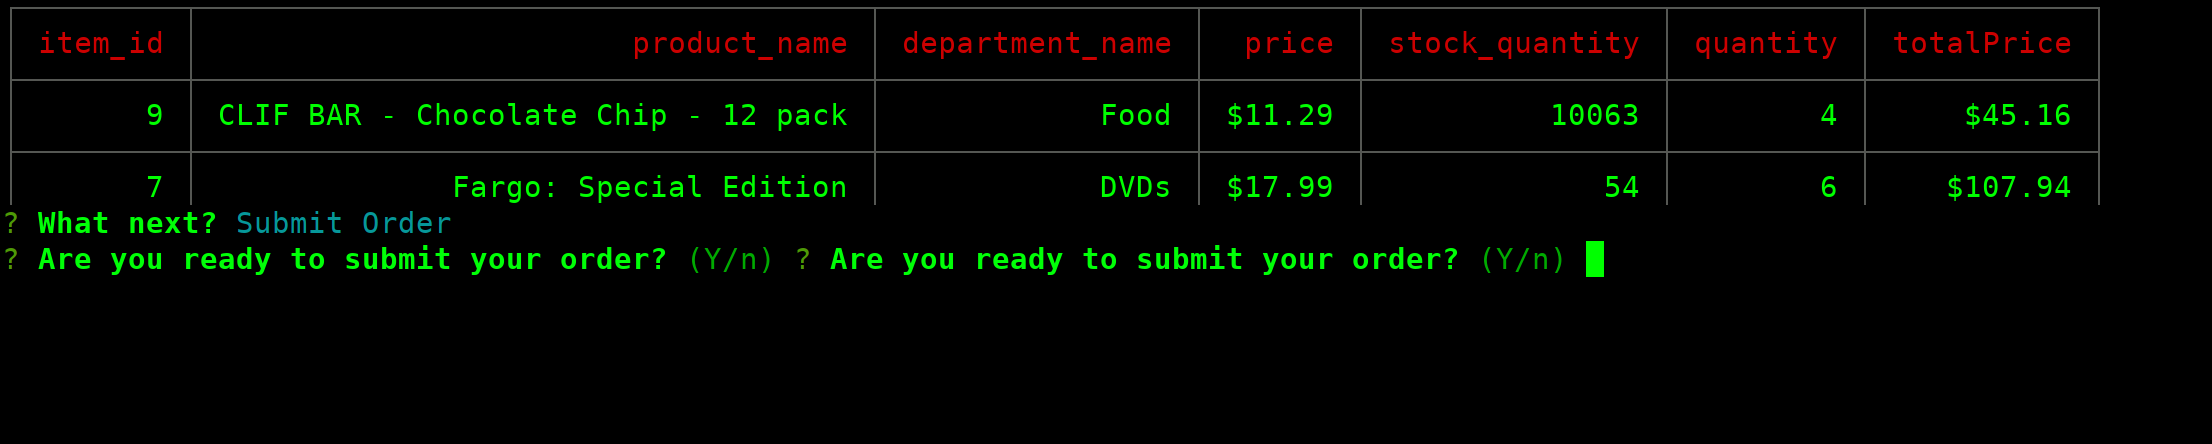 item_id product_name department_name price stock_quantity quantity totalPrice
9 CLIF BAR - Chocolate Chip - 12 pack Food $11.29 10063 4 $45.16
7 Fargo: Special Edition DVDs $17.99 54 6 $107.94
? What next? Submit Order
? Are you ready to submit your order? (Y/n) ? Are you ready to submit your order? (Y/n)